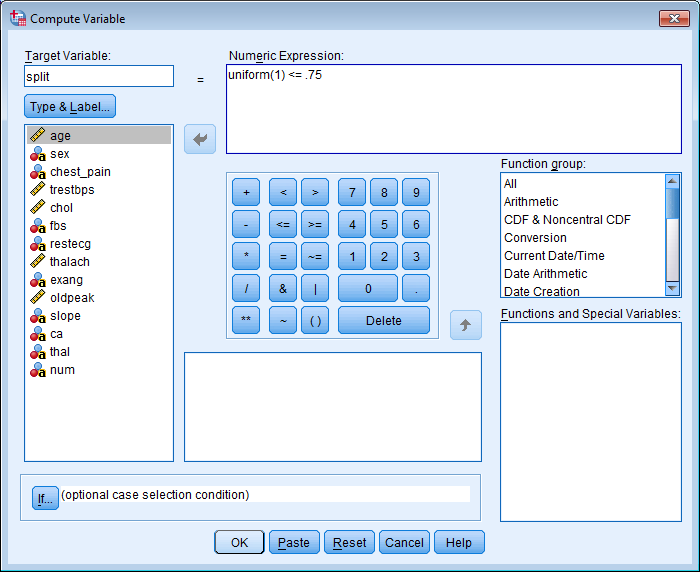 Compute Variable
Target Variable:
split
=
Numeric Expression:
uniform(1) <= .75
Type & Label...
age
sex
chest_pain
trestbps
chol
fbs
restecg
thalach
exang
oldpeak
slope
ca
thal
num
+ < > 7 8 9
- <= >= 4 5 6
* = ~= 1 2 3
/ & | 0 .
** ~ ( ) Delete
Function group:
All
Arithmetic
CDF & Noncentral CDF
Conversion
Current Date/Time
Date Arithmetic
Date Creation
Functions and Special Variables:
If... (optional case selection condition)
OK Paste Reset Cancel Help